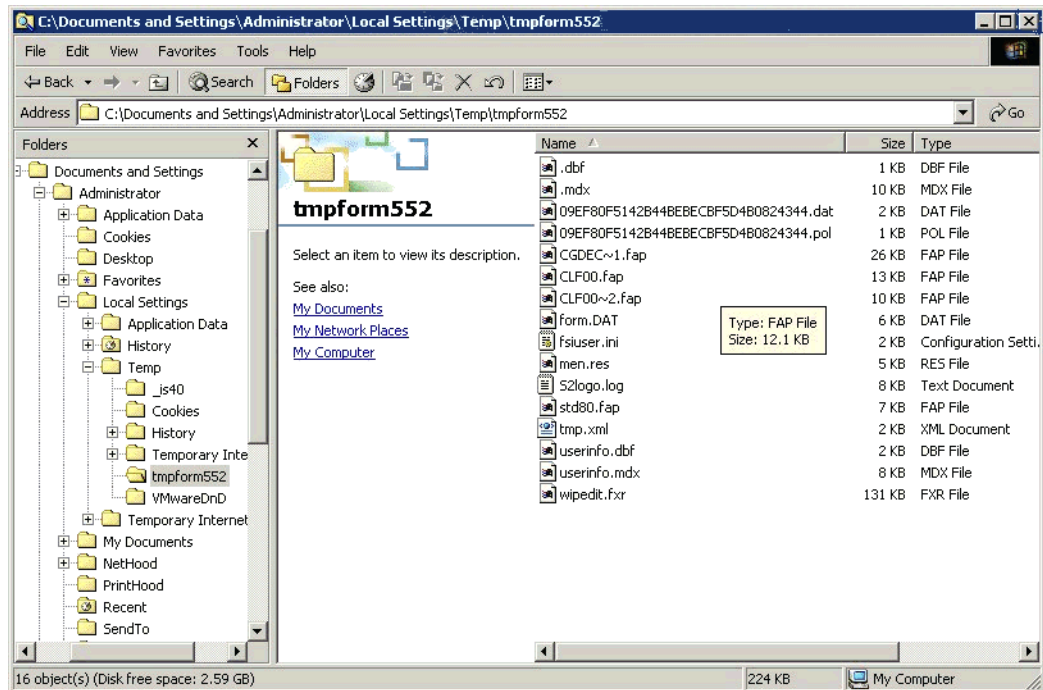 C:\Documents and Settings\Administrator\Local Settings\Temp\tmpform552
File Edit View Favorites Tools Help
Back Search Folders
Address C:\Documents and Settings\Administrator\Local Settings\Temp\tmpform552 Go
Folders
Documents and Settings
Administrator
Application Data
Cookies
Desktop
Favorites
Local Settings
Application Data
History
Temp
_is40
Cookies
History
Temporary Inte
tmpform552
VMwareDnD
Temporary Internet
My Documents
NetHood
PrintHood
Recent
SendTo
tmpform552
Select an item to view its description.
See also:
My Documents
My Network Places
My Computer
Name Size Type
.dbf 1 KB DBF File
.mdx 10 KB MDX File
09EF80F5142B44BEBECBF5D4B0824344.dat 2 KB DAT File
09EF80F5142B44BEBECBF5D4B0824344.pol 1 KB POL File
CGDEC~1.fap 26 KB FAP File
CLF00.fap 13 KB FAP File
CLF00~2.fap 10 KB FAP File
form.DAT 6 KB DAT File
fsiuser.ini 2 KB Configuration Setti.
men.res 5 KB RES File
S2logo.log 8 KB Text Document
std80.fap 7 KB FAP File
tmp.xml 2 KB XML Document
userinfo.dbf 2 KB DBF File
userinfo.mdx 8 KB MDX File
wipedit.fxr 131 KB FXR File
Type: FAP File
Size: 12.1 KB
16 object(s) (Disk free space: 2.59 GB) 224 KB My Computer